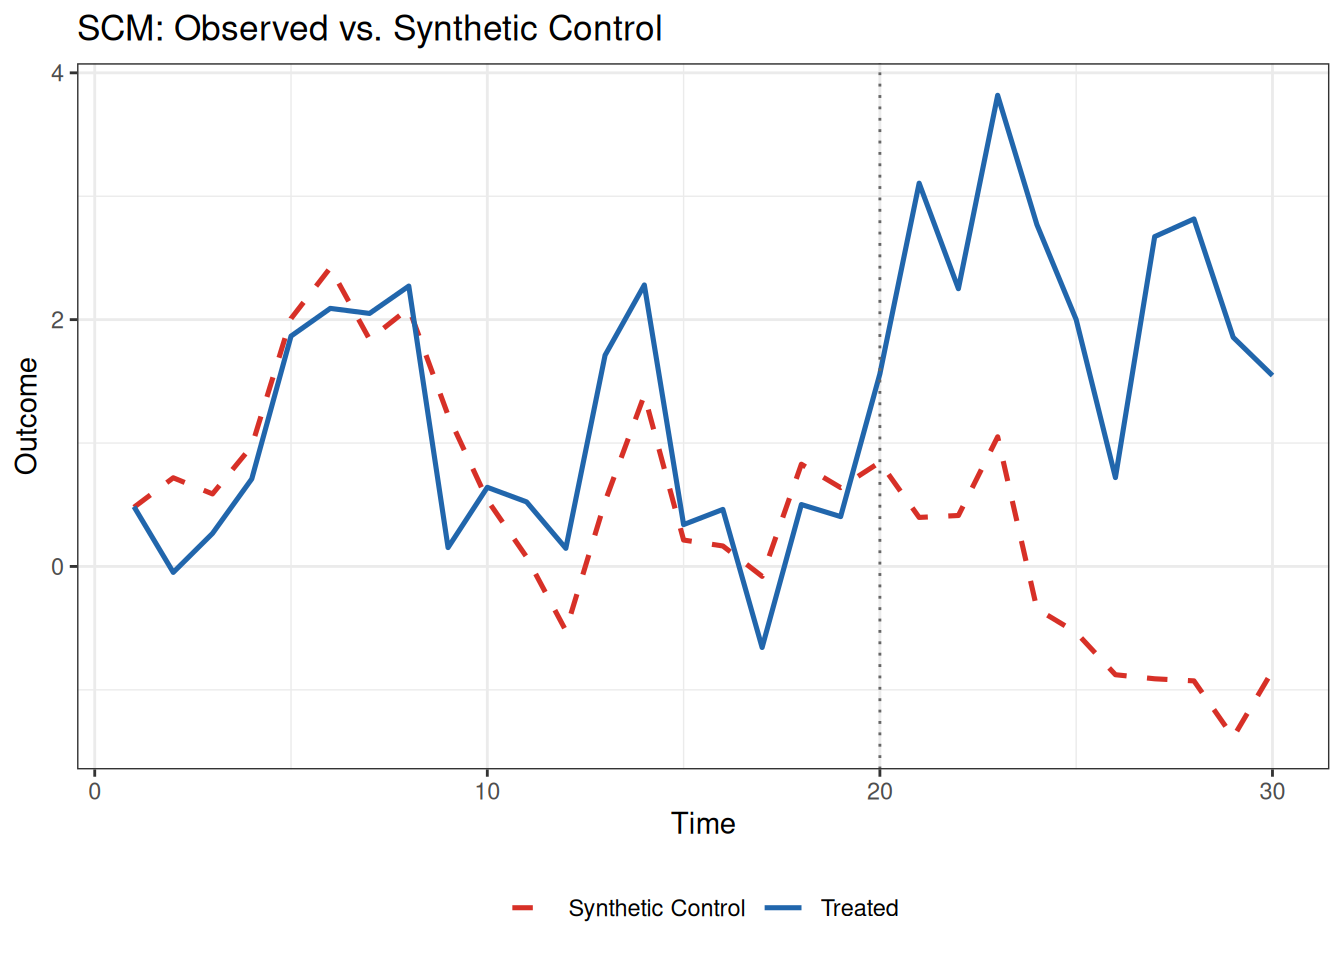 SCM: Observed vs. Synthetic Control
4
2
0
Outcome
0 10 20 30
Time
Synthetic Control Treated